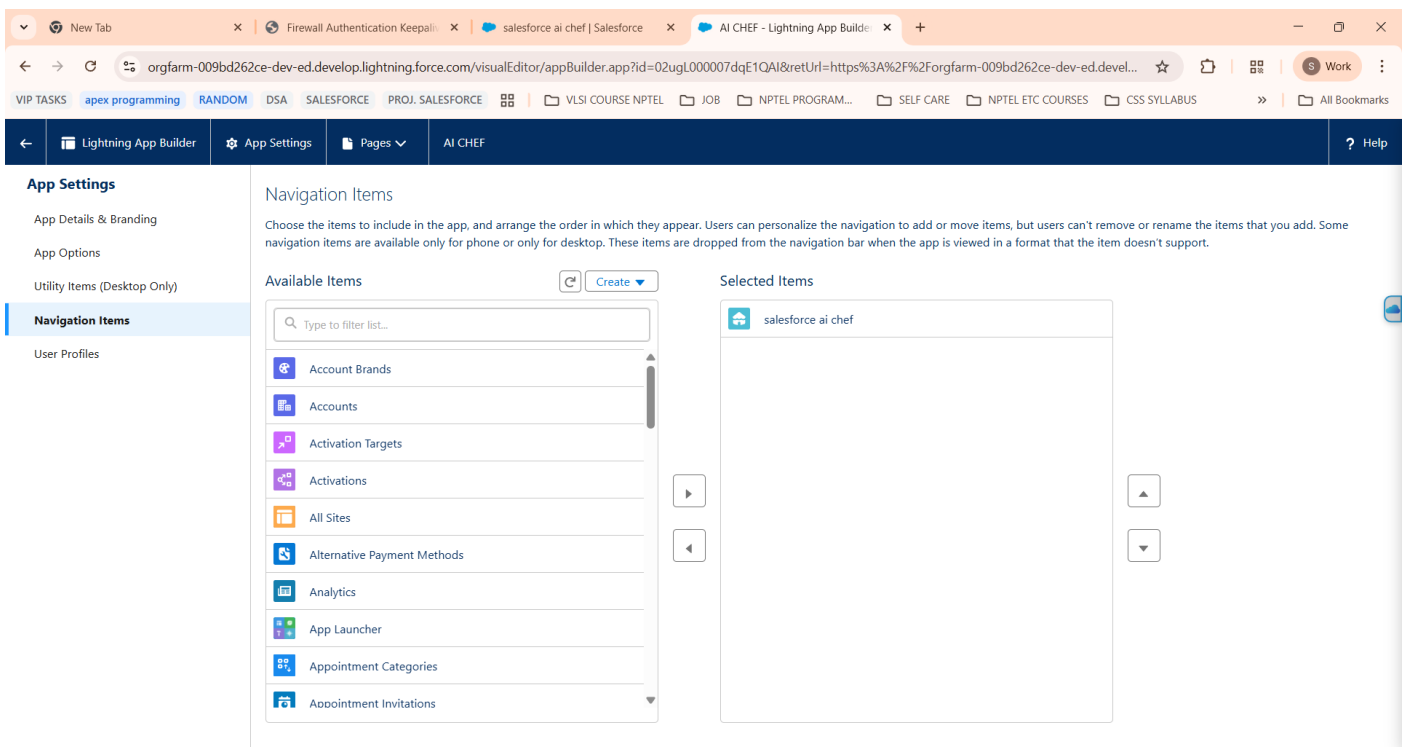 New Tab
Firewall Authentication Keepaliv
salesforce ai chef | Salesforce
AI CHEF - Lightning App Builder
orgfarm-009bd262ce-dev-ed.develop.lightning.force.com/visualEditor/appBuilder.app?id=02ugL000007dqE1QAI&retUrl=https%3A%2F%2Forgfarm-009bd262ce-dev-ed.devel...
S Work
VIP TASKS apex programming RANDOM DSA SALESFORCE PROJ. SALESFORCE VLSI COURSE NPTEL JOB NPTEL PROGRAM... SELF CARE NPTEL ETC COURSES CSS SYLLABUS » All Bookmarks
Lightning App Builder App Settings Pages AI CHEF ? Help
App Settings
App Details & Branding
App Options
Utility Items (Desktop Only)
Navigation Items
User Profiles
Navigation Items
Choose the items to include in the app, and arrange the order in which they appear. Users can personalize the navigation to add or move items, but users can't remove or rename the items that you add. Some
navigation items are available only for phone or only for desktop. These items are dropped from the navigation bar when the app is viewed in a format that the item doesn't support.
Available Items
Create
Type to filter list...
Account Brands
Accounts
Activation Targets
Activations
All Sites
Alternative Payment Methods
Analytics
App Launcher
Appointment Categories
Appointment Invitations
Selected Items
salesforce ai chef